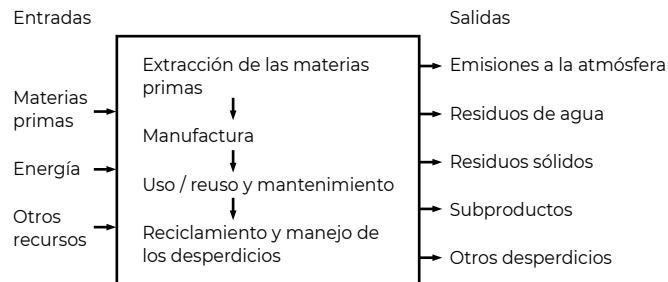 Entradas
Salidas
Extracción de las materias
primas
Manufactura
Uso / reuso y mantenimiento
Reciclamiento y manejo de
los desperdicios
Materias
primas
Energía
Otros
recursos
Emisiones a la atmósfera
Residuos de agua
Residuos sólidos
Subproductos
Otros desperdicios